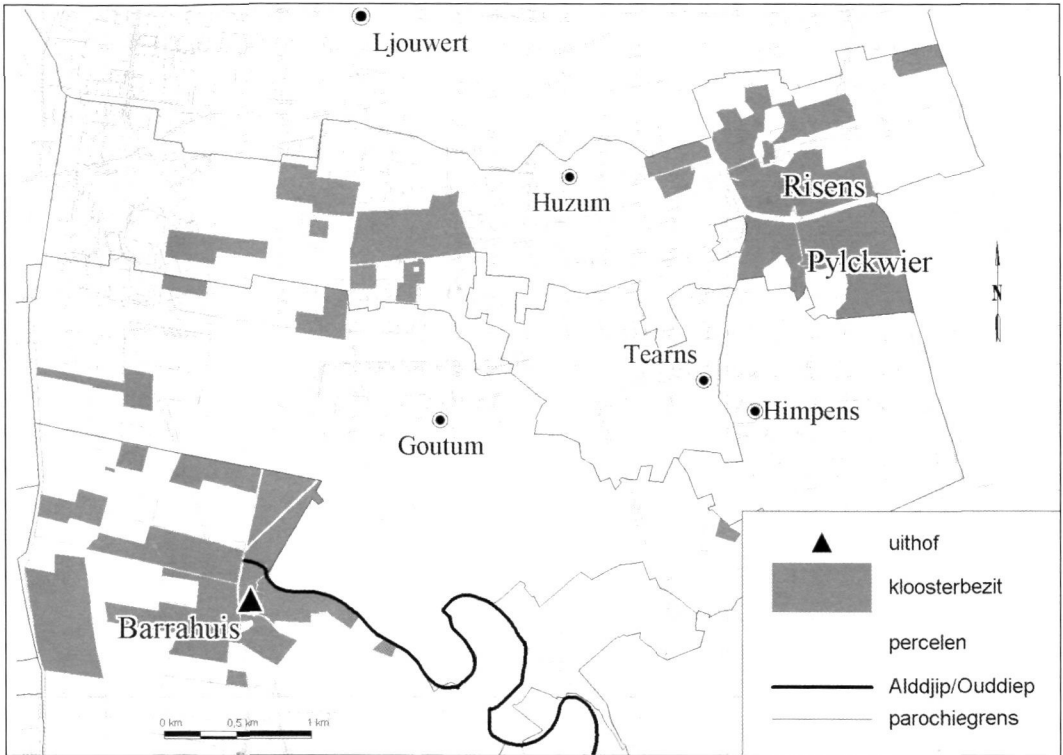 Ljouwert
Huzum
Risens
Pylckwier
N
Tearns
Himpens
Goutum
Barrahuis
0 km 0,5 km 1 km
uithof
kloosterbezit
percelen
Alddjip/Ouddiep
parochiegrens